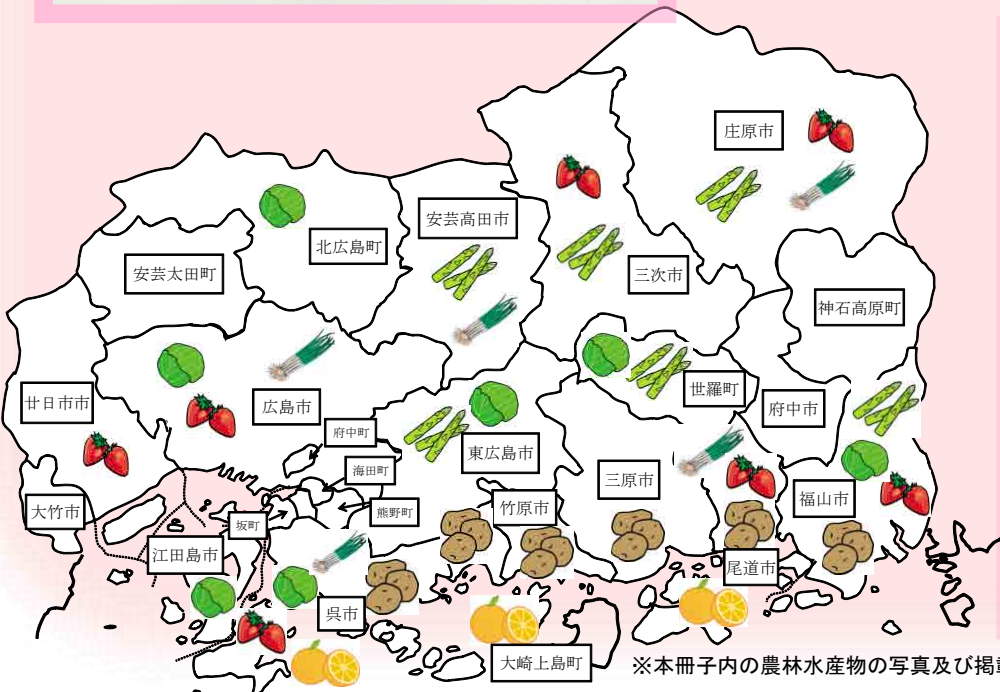 庄原市
安芸高田市
北広島町
安芸太田町
三次市
神石高原町
世羅町
廿日市市
広島市
府中市
府中町
東広島市
海田町
三原市
福山市
大竹市
竹原市
熊野町
坂町
江田島市
尾道市
呉市
大崎上島町
※本冊子内の農林水産物の写真及び掲